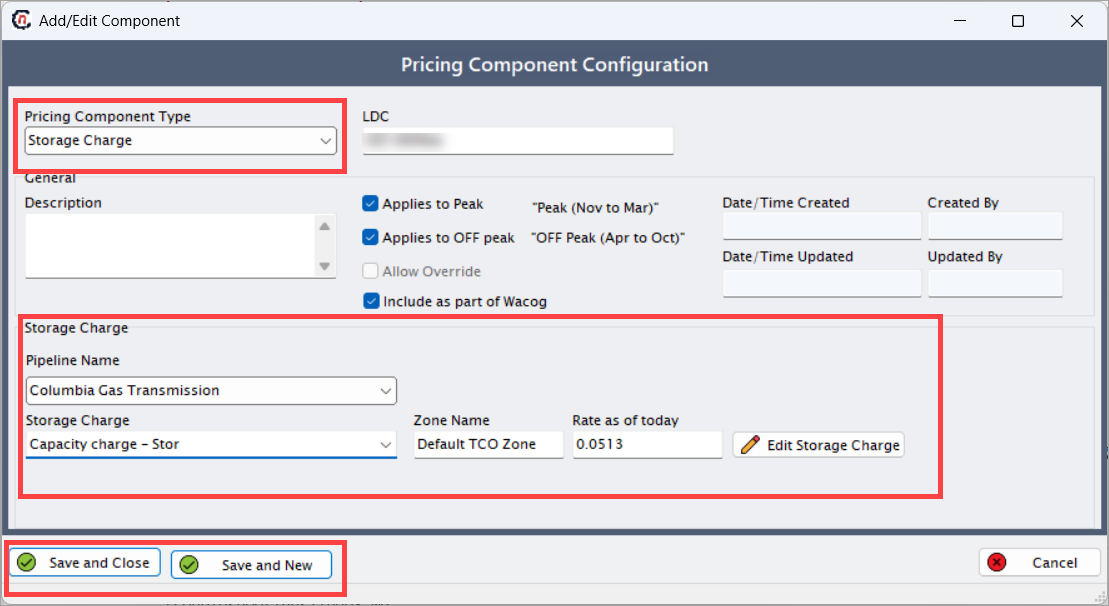 Add/Edit Component
Pricing Component Configuration
Pricing Component Type
LDC
Storage Charge
General
Description
Applies to Peak
"Peak (Nov to Mar)"
Applies to OFF peak
"OFF Peak (Apr to Oct)"
Allow Override
Include as part of Wacog
Date/Time Created
Created By
Date/Time Updated
Updated By
Storage Charge
Pipeline Name
Columbia Gas Transmission
Storage Charge
Zone Name
Rate as of today
Capacity charge - Stor
Default TCO Zone
0.0513
Edit Storage Charge
Save and Close
Save and New
Cancel